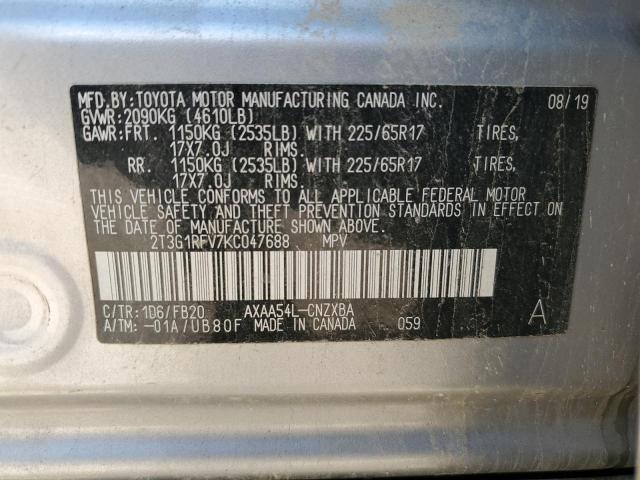 MFD.BY:TOYOTA MOTOR MANUFACTURING CANADA INC. 08/19
GVWR:2090KG (4610LB)
GAWR:FRT. 1150KG (2535LB) WITH 225/65R17 TIRES,
17X7.0J RIMS.
RR. 1150KG (2535LB) WITH 225/65R17 TIRES,
17X7.0J RIMS.
THIS VEHICLE CONFORMS TO ALL APPLICABLE FEDERAL MOTOR
VEHICLE SAFETY AND THEFT PREVENTION STANDARDS IN EFFECT ON
THE DATE OF MANUFACTURE SHOWN ABOVE.
2T3G1RFV7KC047688 MPV
C/TR:1D6/FB20 AXAA54L-CNZXBA
A/TM:-01A/UB80F MADE IN CANADA 059 A